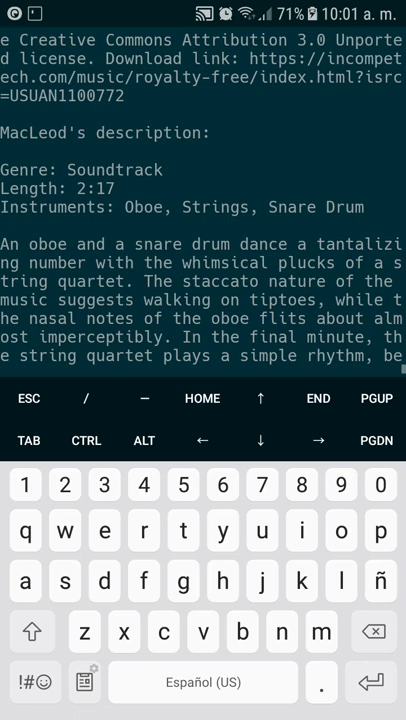 71% 10:01 a. m.
e Creative Commons Attribution 3.0 Unporte
d license. Download link: https://incompet
ech.com/music/royalty-free/index.html?isrc
=USUAN1100772
MacLeod's description:
Genre: Soundtrack
Length: 2:17
Instruments: Oboe, Strings, Snare Drum
An oboe and a snare drum dance a tantalizi
ng number with the whimsical plucks of a s
tring quartet. The staccato nature of the
music suggests walking on tiptoes, while t
he nasal notes of the oboe flits about alm
ost imperceptibly. In the final minute, th
e string quartet plays a simple rhythm, be
ESC / — HOME ↑ END PGUP
TAB CTRL ALT ← ↓ → PGDN
1 2 3 4 5 6 7 8 9 0
q w e r t y u i o p
a s d f g h j k l ñ
z x c v b n m
!#☺ Español (US) .